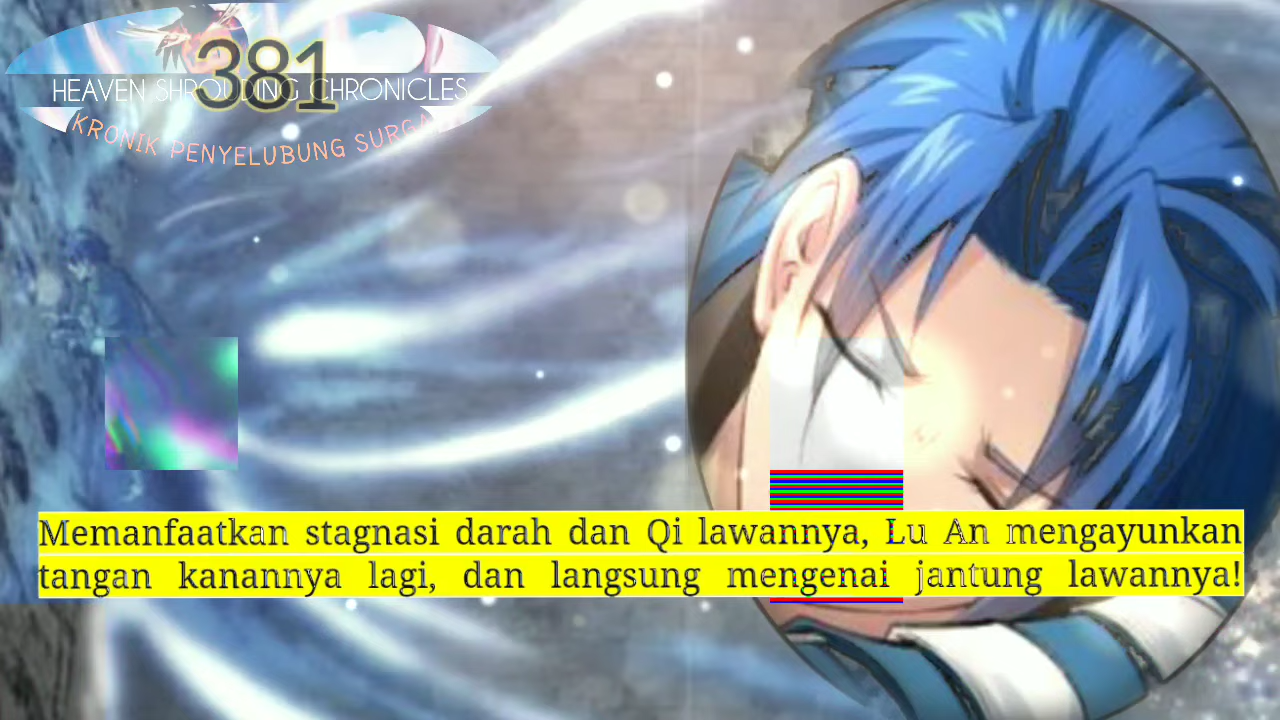 381
HEAVEN SHROUDING CHRONICLES
KRONIK PENYELUBUNG SURGA
Memanfaatkan stagnasi darah dan Qi lawannya, Lu An mengayunkan
tangan kanannya lagi, dan langsung mengenai jantung lawannya!